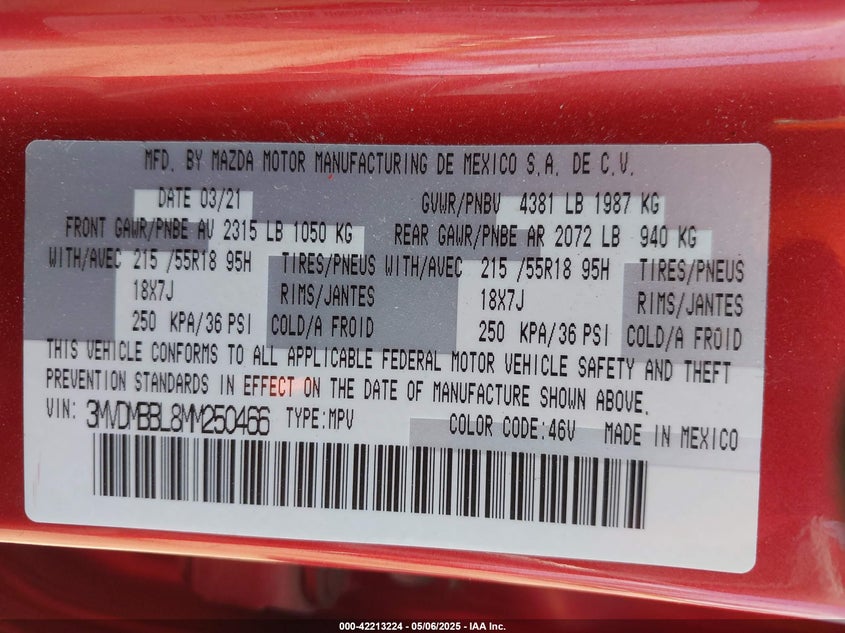 MFD. BY MAZDA MOTOR MANUFACTURING DE MEXICO S.A. DE C.V.
DATE 03/21 GVWR/PNBV 4381 LB 1987 KG
FRONT GAWR/PNBE AV 2315 LB 1050 KG REAR GAWR/PNBE AR 2072 LB 940 KG
WITH/AVEC 215 /55R18 95H TIRES/PNEUS WITH/AVEC 215 /55R18 95H TIRES/PNEUS
18X7J RIMS/JANTES 18X7J RIMS/JANTES
250 KPA/36 PSI COLD/A FROID 250 KPA/36 PSI COLD/A FROID
THIS VEHICLE CONFORMS TO ALL APPLICABLE FEDERAL MOTOR VEHICLE SAFETY AND THEFT
PREVENTION STANDARDS IN EFFECT ON THE DATE OF MANUFACTURE SHOWN ABOVE.
VIN: 3MVDMBBL8MM250466 TYPE:MPV COLOR CODE:46V MADE IN MEXICO
000-42213224 | 05/06/2025 - IAA Inc.